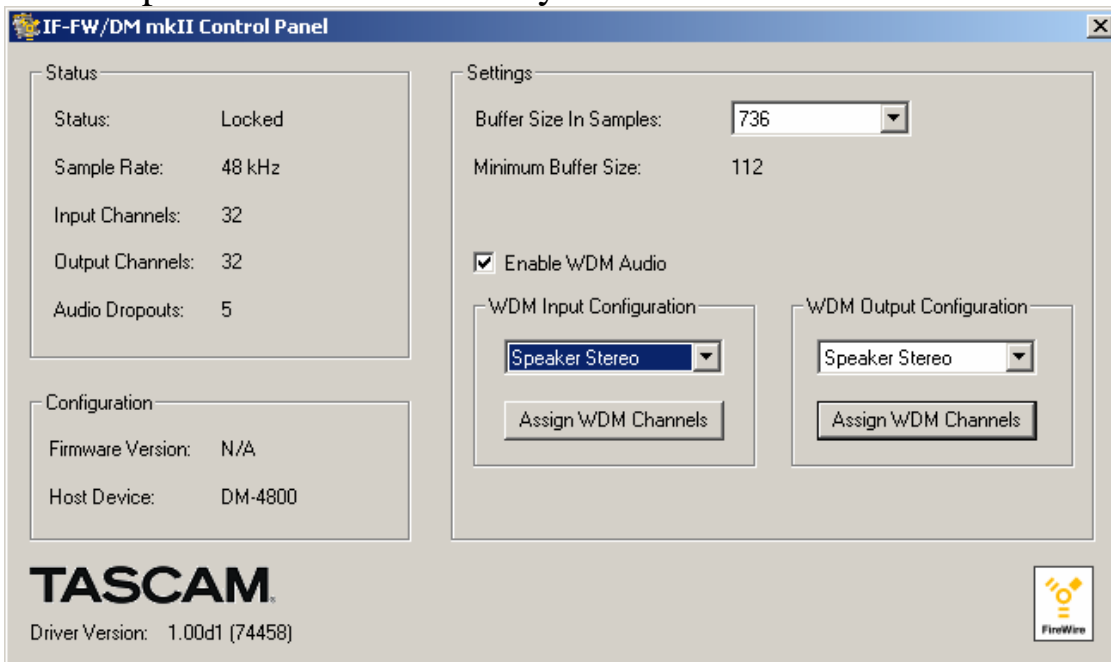 IF-FW/DM mkII Control Panel
Status
Status: Locked
Sample Rate: 48 kHz
Input Channels: 32
Output Channels: 32
Audio Dropouts: 5
Configuration
Firmware Version: N/A
Host Device: DM-4800
Settings
Buffer Size In Samples: 736
Minimum Buffer Size: 112
Enable WDM Audio
WDM Input Configuration
Speaker Stereo
Assign WDM Channels
WDM Output Configuration
Speaker Stereo
Assign WDM Channels
TASCAM
Driver Version: 1.00d1 (74458)
FireWire